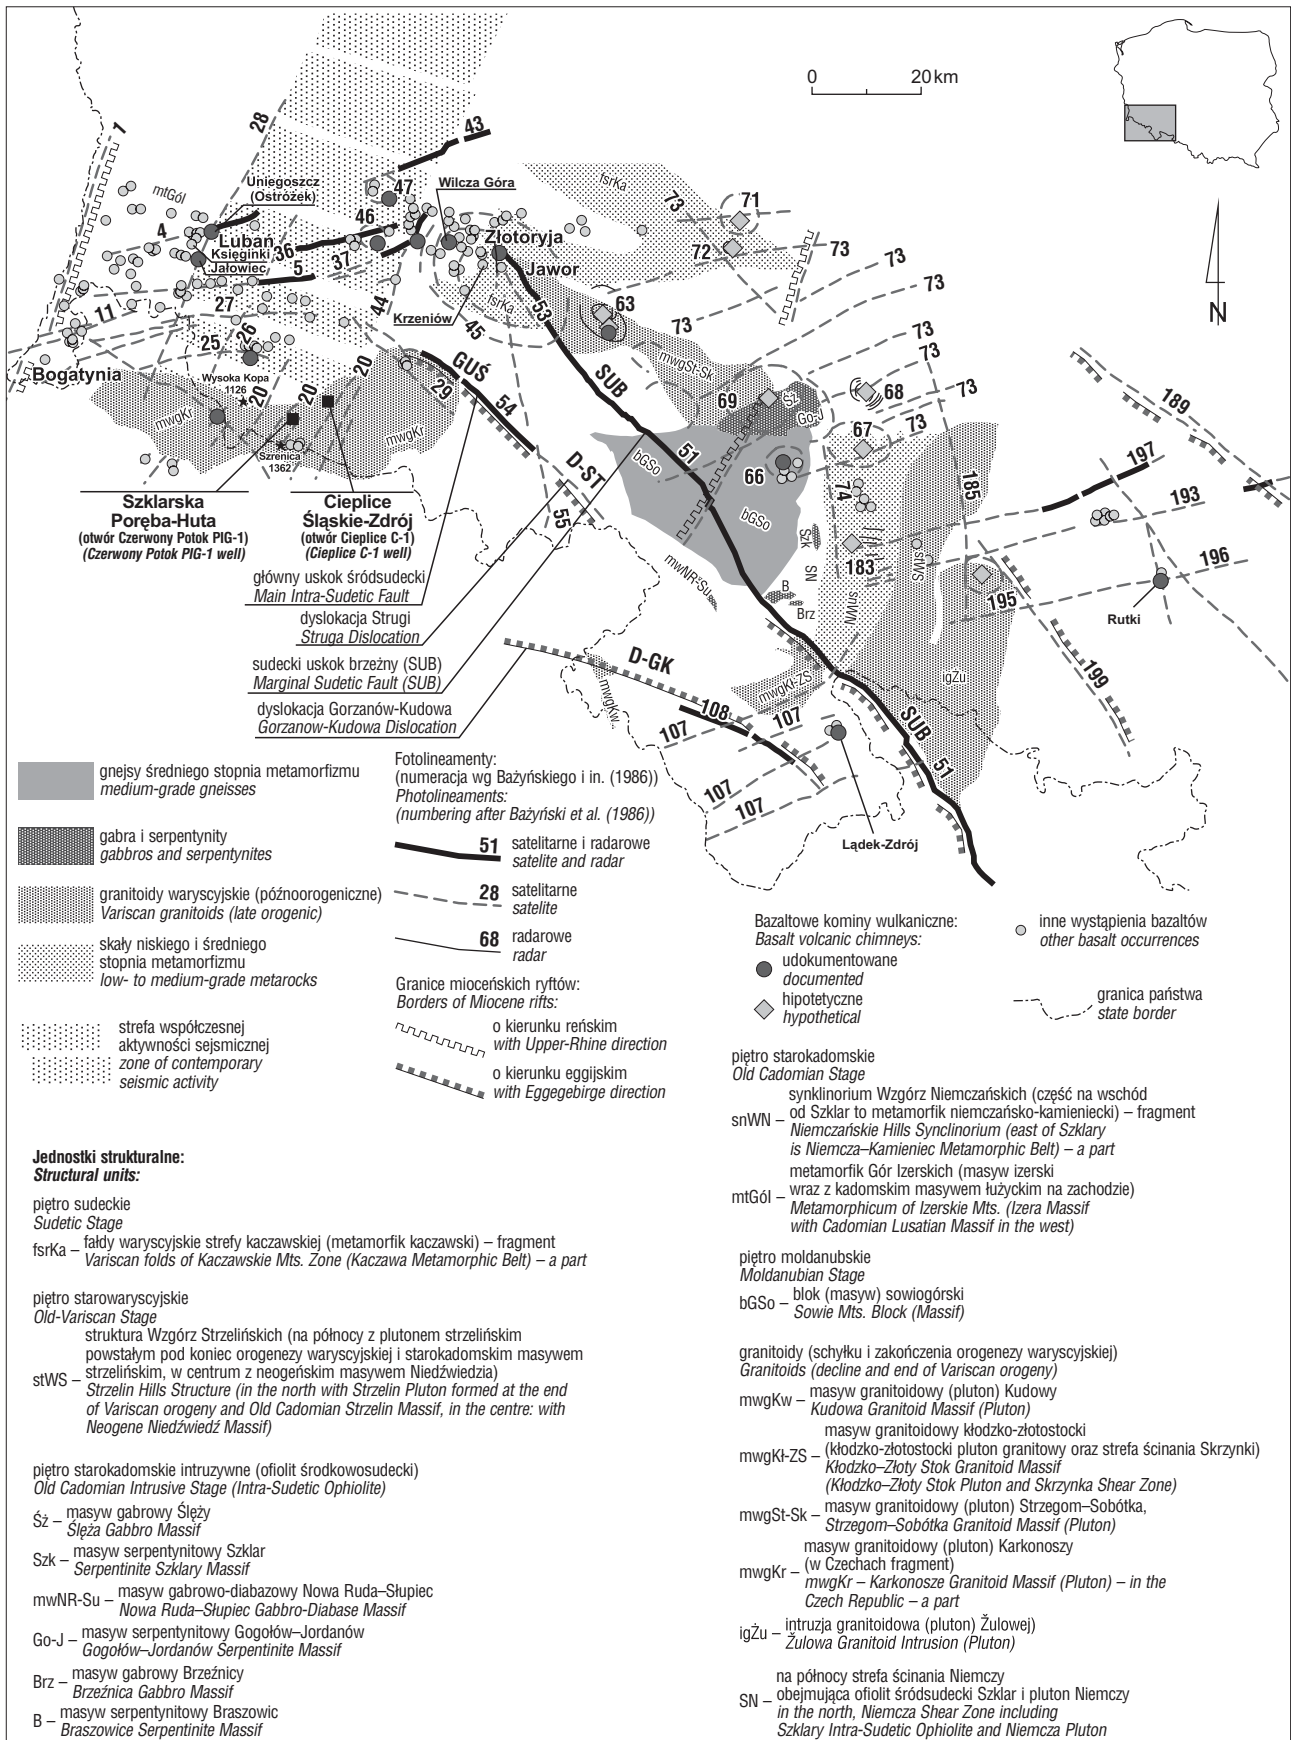 0 20 km
N
1
28
43
mtGól
Uniegoszcz
(Ostrózek)
47
Wilcza Góra
fsrKa
73
71
4
46
Luban
Księginki
Jałowiec
36
5
37
Złotoryja
Jawor
72
73
73
73
11
27
44
Krzeniów
fsrKa
45
53
63
73
25
26
Bogatynia
Wysoka Kopa
1126
20
20
20
GUŚ
29
54
SUB
mwgSt-Sk
73
73
73
69
Śż
Go-J
68
67
73
189
mwgKr
Szrenica
1362
mwgKr
bGSo
51
66
74
185
197
193
Szklarska
Poręba-Huta
(otwór Czerwony Potok PIG-1)
(Czerwony Potok PIG-1 well)
Cieplice
Śląskie-Zdrój
(otwór Cieplice C-1)
(Cieplice C-1 well)
D-ST
55
bGSo
Szk
SN
183
stWS
196
195
Rutki
główny uskok śródsudecki
Main Intra-Sudetic Fault
dyslokacja Strugi
Struga Dislocation
sudecki uskok brzeżny (SUB)
Marginal Sudetic Fault (SUB)
dyslokacja Gorzanów-Kudowa
Gorzanow-Kudowa Dislocation
mwNR-Su
B
Brz
snWN
D-GK
mwgKw
mwgKł-ZS
igŻu
199
107
108
107
SUB
51
107
107
Lądek-Zdrój
gnejsy średniego stopnia metamorfizmu
medium-grade gneisses
gabra i serpentynity
gabbros and serpentynites
granitoidy waryscyjskie (późnoorogeniczne)
Variscan granitoids (late orogenic)
skały niskiego i średniego
stopnia metamorfizmu
low- to medium-grade metarocks
strefa współczesnej
aktywności sejsmicznej
zone of contemporary
seismic activity
Fotolineamenty:
(numeracja wg Bażyńskiego i in. (1986))
Photolineaments:
(numbering after Bażyński et al. (1986))
51 satelitarne i radarowe
satelite and radar
28 satelitarne
satelite
68 radarowe
radar
Granice mioceńskich ryftów:
Borders of Miocene rifts:
o kierunku reńskim
with Upper-Rhine direction
o kierunku eggijskim
with Eggegebirge direction
Bazaltowe kominy wulkaniczne:
Basalt volcanic chimneys:
udokumentowane
documented
hipotetyczne
hypothetical
inne wystąpienia bazaltów
other basalt occurrences
granica państwa
state border
Jednostki strukturalne:
Structural units:
piętro sudeckie
Sudetic Stage
fsrKa – fałdy waryscyjskie strefy kaczawskiej (metamorfik kaczawski) – fragment
Variscan folds of Kaczawskie Mts. Zone (Kaczawa Metamorphic Belt) – a part
piętro starowaryscyjskie
Old-Variscan Stage
struktura Wzgórz Strzelińskich (na północy z plutonem strzelińskim
powstałym pod koniec orogenezy waryscyjskiej i starokadomskim masywem
stWS – strzelińskim, w centrum z neogeńskim masywem Niedźwiedzia)
Strzelin Hills Structure (in the north with Strzelin Pluton formed at the end
of Variscan orogeny and Old Cadomian Strzelin Massif, in the centre: with
Neogene Niedźwiedź Massif)
piętro starokadomskie intruzywne (ofiolit środkowosudecki)
Old Cadomian Intrusive Stage (Intra-Sudetic Ophiolite)
Śż – masyw gabrowy Ślęży
Ślęża Gabbro Massif
Szk – masyw serpentynitowy Szklar
Serpentinite Szklary Massif
mwNR-Su – masyw gabrowo-diabazowy Nowa Ruda–Słupiec
Nowa Ruda–Słupiec Gabbro-Diabase Massif
Go-J – masyw serpentynitowy Gogołów–Jordanów
Gogołów–Jordanów Serpentinite Massif
Brz – masyw gabrowy Brzeźnicy
Brzeźnica Gabbro Massif
B – masyw serpentynitowy Braszowic
Braszowice Serpentinite Massif
piętro starokadomskie
Old Cadomian Stage
synklinorium Wzgórz Niemczańskich (część na wschód
snWN – od Szklar to metamorfik niemczańsko-kamieniecki) – fragment
Niemczańskie Hills Synclinorium (east of Szklary
is Niemcza–Kamieniec Metamorphic Belt) – a part
metamorfik Gór Izerskich (masyw izerski
mtGól – wraz z kadomskim masywem łużyckim na zachodzie)
Metamorphicum of Izerskie Mts. (Izera Massif
with Cadomian Lusatian Massif in the west)
piętro moldanubskie
Moldanubian Stage
bGSo – blok (masyw) sowiogórski
Sowie Mts. Block (Massif)
granitoidy (schyłku i zakończenia orogenezy waryscyjskiej)
Granitoids (decline and end of Variscan orogeny)
mwgKw – masyw granitoidowy (pluton) Kudowy
Kudowa Granitoid Massif (Pluton)
masyw granitoidowy kłodzko-złotostocki
mwgKł-ZS – (kłodzko-złotostocki pluton granitowy oraz strefa ścinania Skrzynki)
Kłodzko–Złoty Stok Granitoid Massif
(Kłodzko–Złoty Stok Pluton and Skrzynka Shear Zone)
mwgSt-Sk – masyw granitoidowy (pluton) Strzegom–Sobótka,
Strzegom–Sobótka Granitoid Massif (Pluton)
masyw granitoidowy (pluton) Karkonoszy
mwgKr – (w Czechach fragment)
mwgKr – Karkonosze Granitoid Massif (Pluton) – in the
Czech Republic – a part
igŻu – intruzja granitoidowa (pluton) Žulowej)
Žulowa Granitoid Intrusion (Pluton)
na północy strefa ścinania Niemczy
SN – obejmująca ofiolit śródsudecki Szklar i pluton Niemczy
in the north, Niemcza Shear Zone including
Szklary Intra-Sudetic Ophiolite and Niemcza Pluton